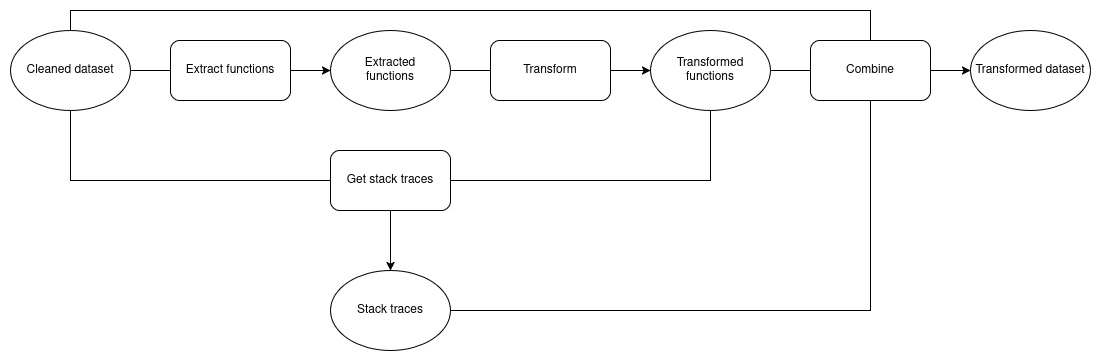 Cleaned dataset
Extract functions
Extracted
functions
Transform
Transformed
functions
Combine
Transformed dataset
Get stack traces
Stack traces